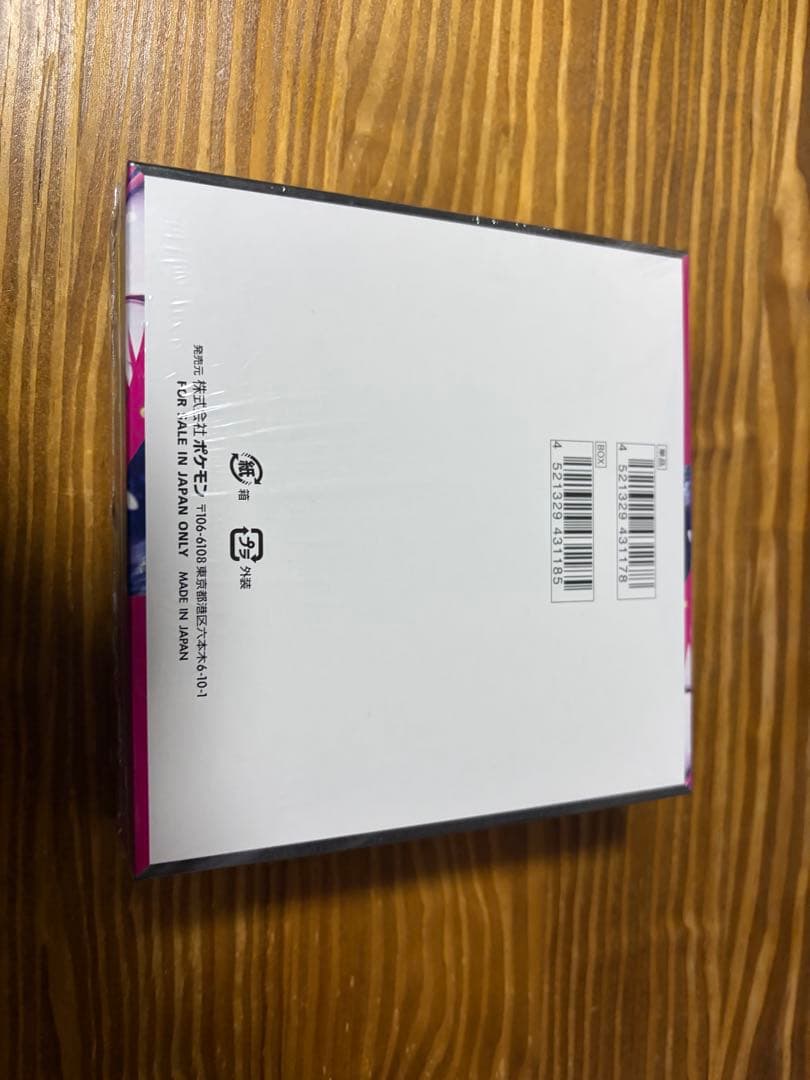 単品
4 521329 431178
BOX
4 521329 431185
紙 箱
プラ 外装
発売元 株式会社 ポケモン 〒106-6108 東京都港区六本木6-10-1
FOR SALE IN JAPAN ONLY MADE IN JAPAN